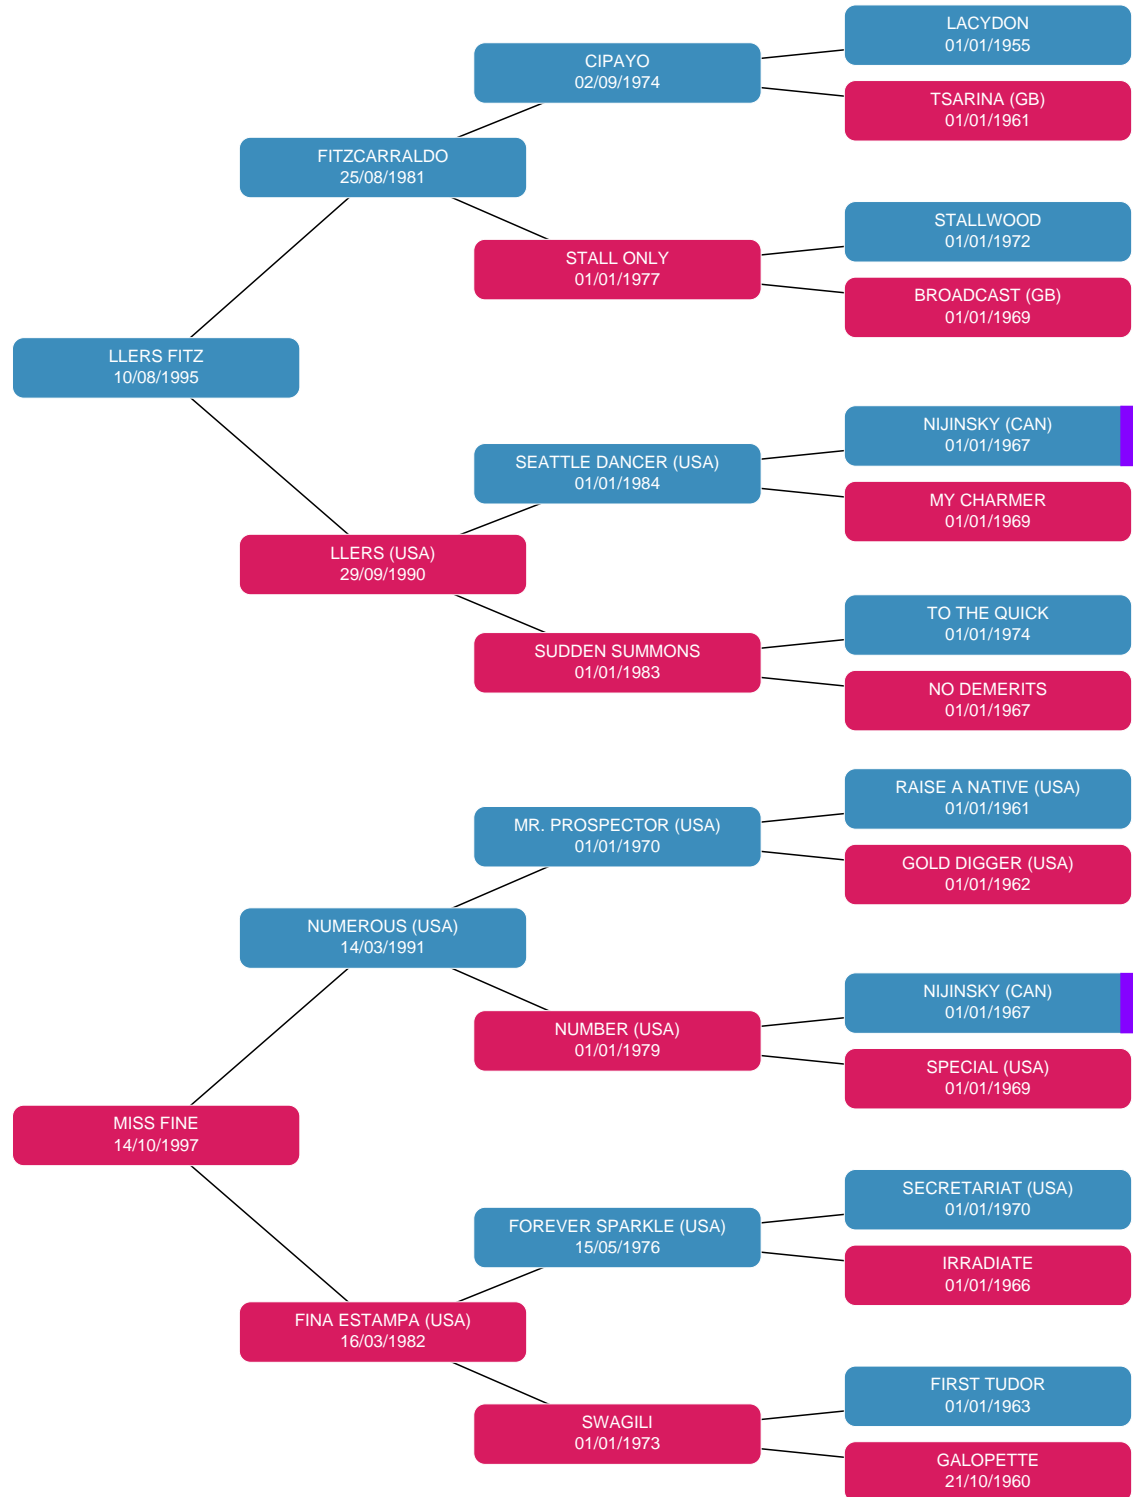 LACYDON
01/01/1955
CIPAYO
02/09/1974
TSARINA (GB)
01/01/1961
FITZCARRALDO
25/08/1981
STALLWOOD
01/01/1972
STALL ONLY
01/01/1977
BROADCAST (GB)
01/01/1969
LLERS FITZ
10/08/1995
NIJINSKY (CAN)
01/01/1967
SEATTLE DANCER (USA)
01/01/1984
MY CHARMER
01/01/1969
LLERS (USA)
29/09/1990
TO THE QUICK
01/01/1974
SUDDEN SUMMONS
01/01/1983
NO DEMERITS
01/01/1967
RAISE A NATIVE (USA)
01/01/1961
MR. PROSPECTOR (USA)
01/01/1970
GOLD DIGGER (USA)
01/01/1962
NUMEROUS (USA)
14/03/1991
NIJINSKY (CAN)
01/01/1967
NUMBER (USA)
01/01/1979
SPECIAL (USA)
01/01/1969
MISS FINE
14/10/1997
SECRETARIAT (USA)
01/01/1970
FOREVER SPARKLE (USA)
15/05/1976
IRRADIATE
01/01/1966
FINA ESTAMPA (USA)
16/03/1982
FIRST TUDOR
01/01/1963
SWAGILI
01/01/1973
GALOPETTE
21/10/1960